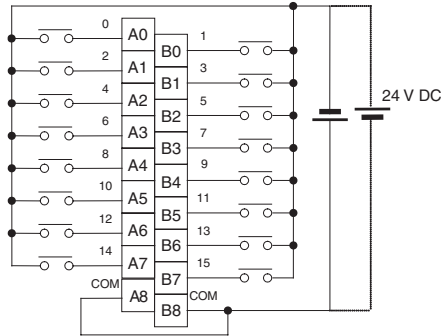 0 A0
B0 1
2 A1
B1 3
24 V DC
4 A2
B2 5
6 A3
B3 7
8 A4
B4 9
10 A5
B5 11
12 A6
B6 13
14 A7
B7 15
COM A8
B8 COM